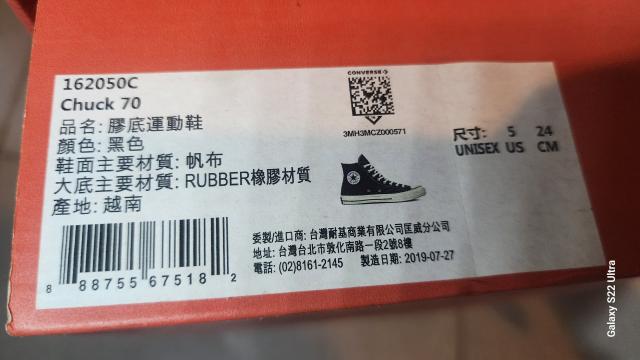 162050C
Chuck 70
品名: 膠底運動鞋
顏色: 黑色
鞋面主要材質: 帆布
大底主要材質: RUBBER橡膠材質
產地: 越南
8 88755 67518 2
CONVERSE
3MH3MCZ000571
尺寸: 5 24
UNISEX US CM
委製/進口商: 台灣耐基商業有限公司匡威分公司
地址: 台灣台北市敦化南路一段2號8樓
電話: (02)8161-2145 製造日期: 2019-07-27
Galaxy S22 Ultra